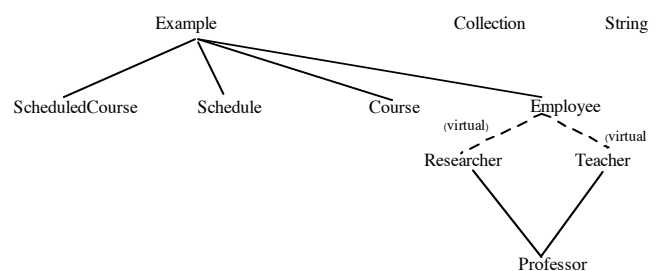 Example Collection String
ScheduledCourse Schedule Course Employee
(virtual) (virtual
Researcher Teacher
Professor